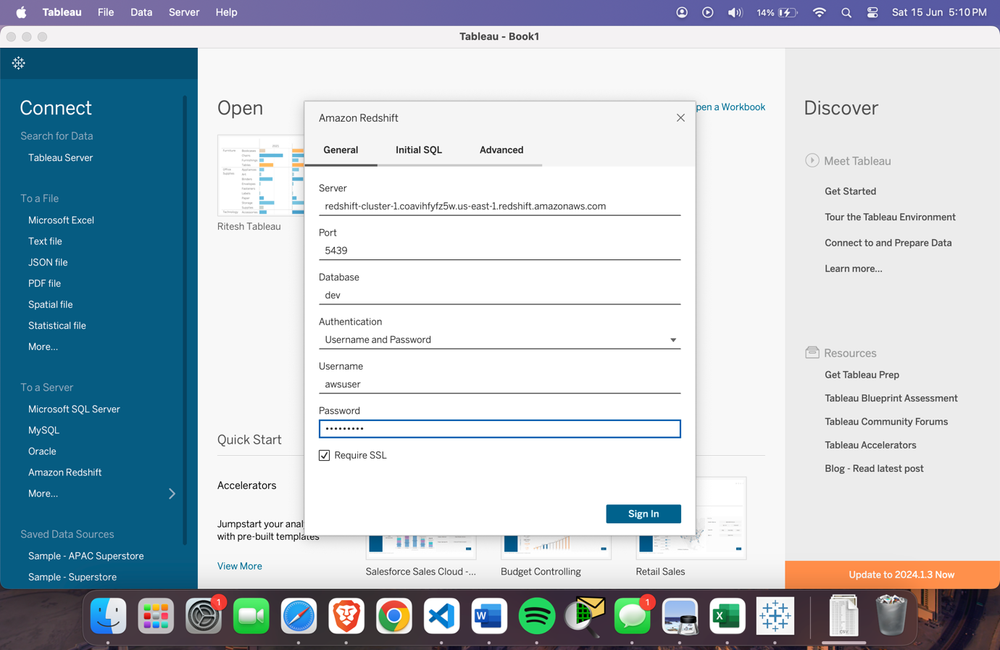 Tableau File Data Server Help 14% Sat 15 Jun 5:10 PM
Tableau - Book1
Connect
Search for Data
Tableau Server
To a File
Microsoft Excel
Text file
JSON file
PDF file
Spatial file
Statistical file
More...
To a Server
Microsoft SQL Server
MySQL
Oracle
Amazon Redshift
More...
Saved Data Sources
Sample - APAC Superstore
Sample - Superstore
Open
pen a Workbook
Ritesh Tableau
Amazon Redshift
General Initial SQL Advanced
Server
redshift-cluster-1.coavihfyfz5w.us-east-1.redshift.amazonaws.com
Port
5439
Database
dev
Authentication
Username and Password
Username
awsuser
Password
•••••••••
Require SSL
Sign In
Quick Start
Accelerators
Jumpstart your anal
with pre-built templates
View More
Salesforce Sales Cloud -...
Budget Controlling
Retail Sales
Discover
Meet Tableau
Get Started
Tour the Tableau Environment
Connect to and Prepare Data
Learn more...
Resources
Get Tableau Prep
Tableau Blueprint Assessment
Tableau Community Forums
Tableau Accelerators
Blog - Read latest post
Update to 2024.1.3 Now
1
W
1
X
CSV